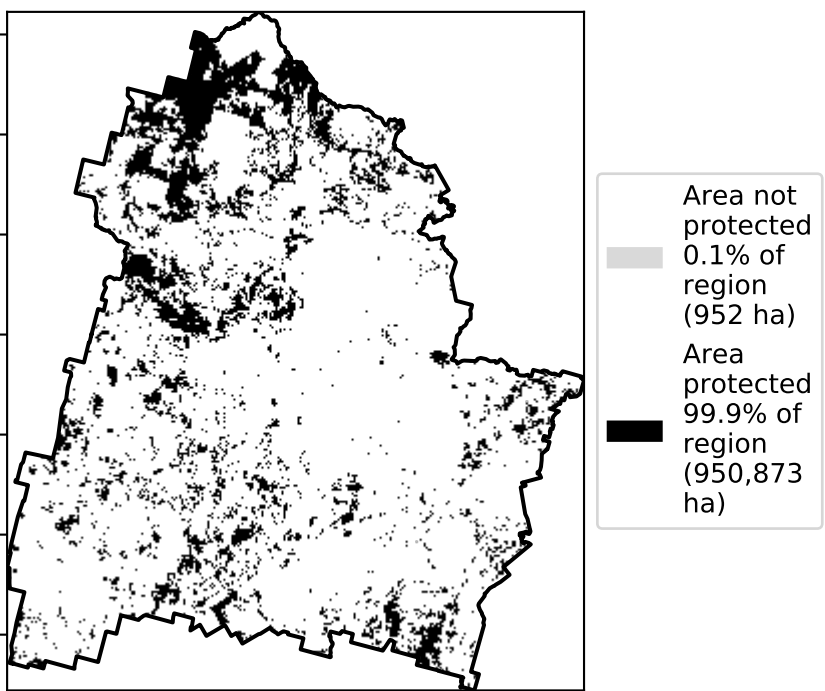 Area not
protected
0.1% of
region
(952 ha)
Area
protected
99.9% of
region
(950,873
ha)